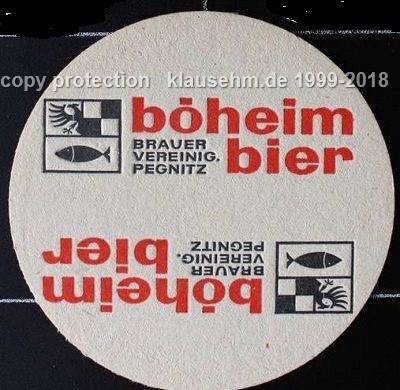 copy protection klausehm.de 1999-2018
böheim
BRAUER
VEREINIG.
PEGNITZ
bier
böheim
BRAUER
VEREINIG.
PEGNITZ
bier